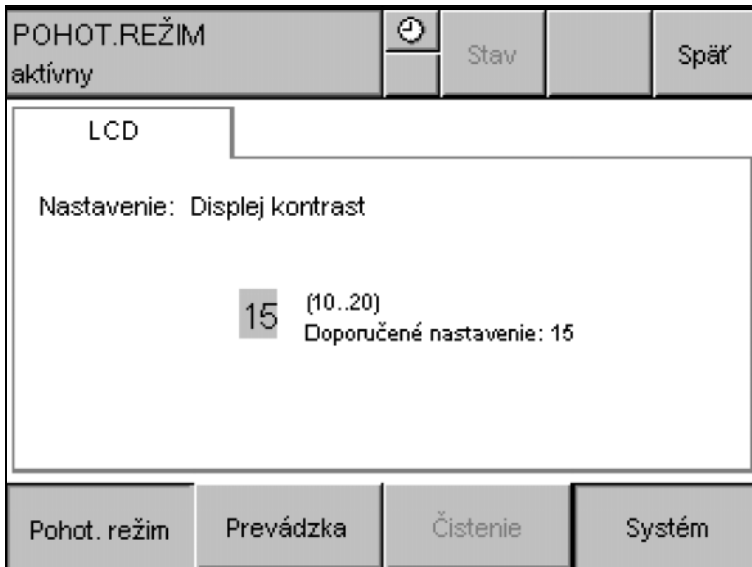 POHOT.REŽIM
aktívny
Stav
Späť
LCD
Nastavenie: Displej kontrast
15
(10..20)
Doporučené nastavenie: 15
Pohot. režim
Prevádzka
Čistenie
Systém